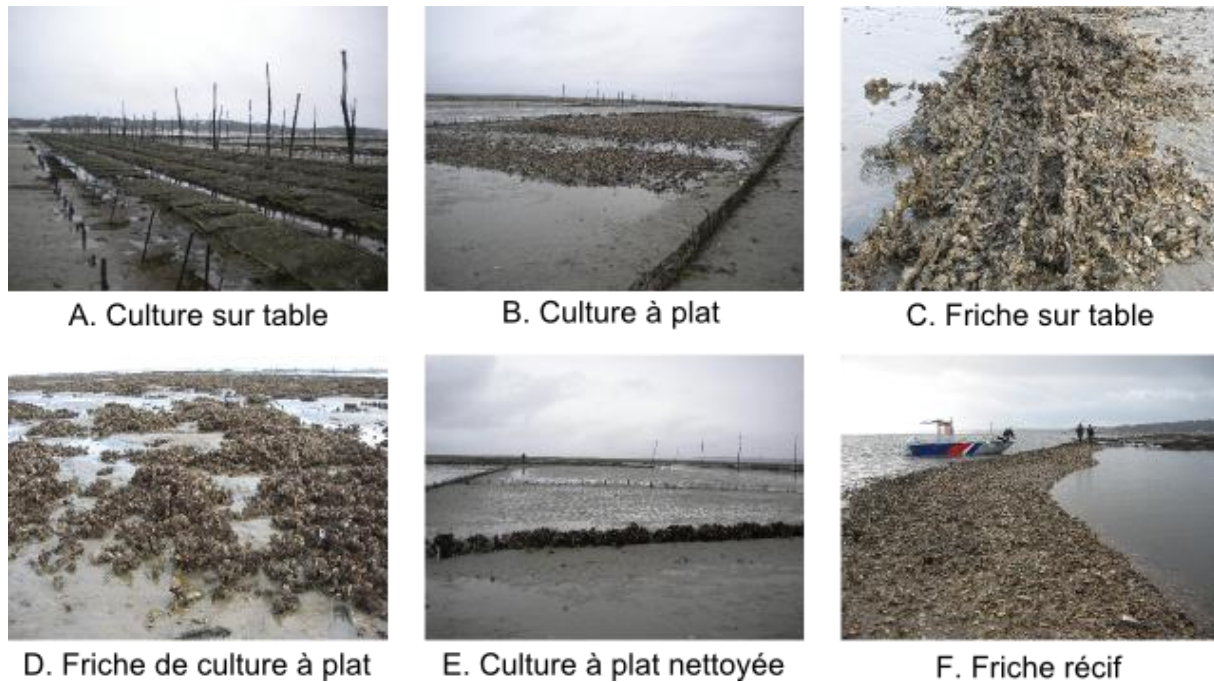 A. Culture sur table
B. Culture à plat
C. Friche sur table
D. Friche de culture à plat
E. Culture à plat nettoyée
F. Friche récif